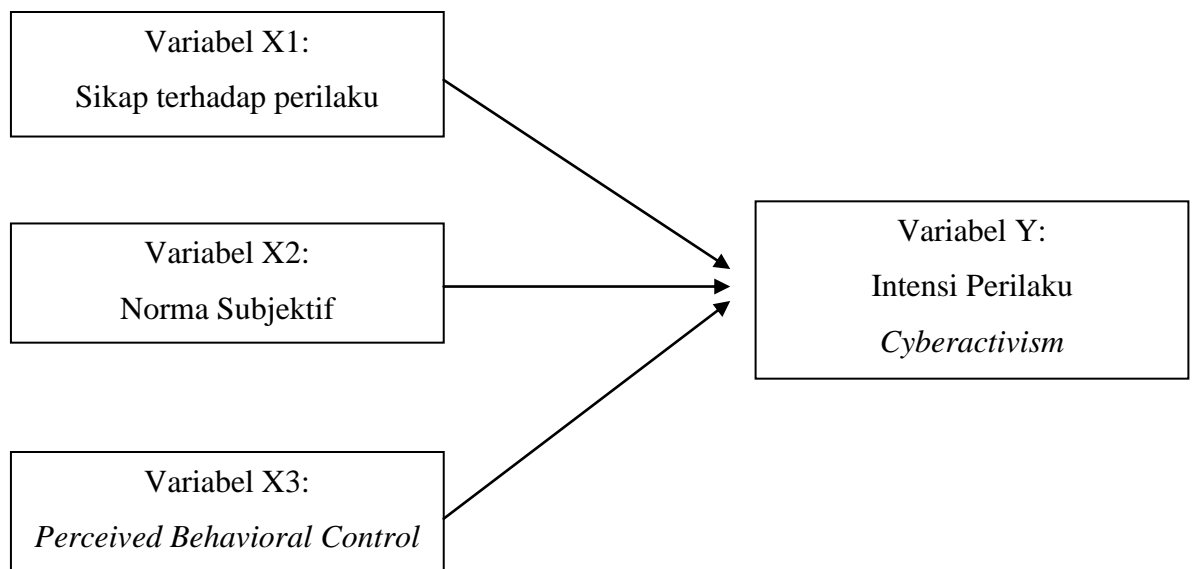 Variabel X1:
Sikap terhadap perilaku
Variabel X2:
Norma Subjektif
Variabel X3:
Perceived Behavioral Control
Variabel Y:
Intensi Perilaku
Cyberactivism